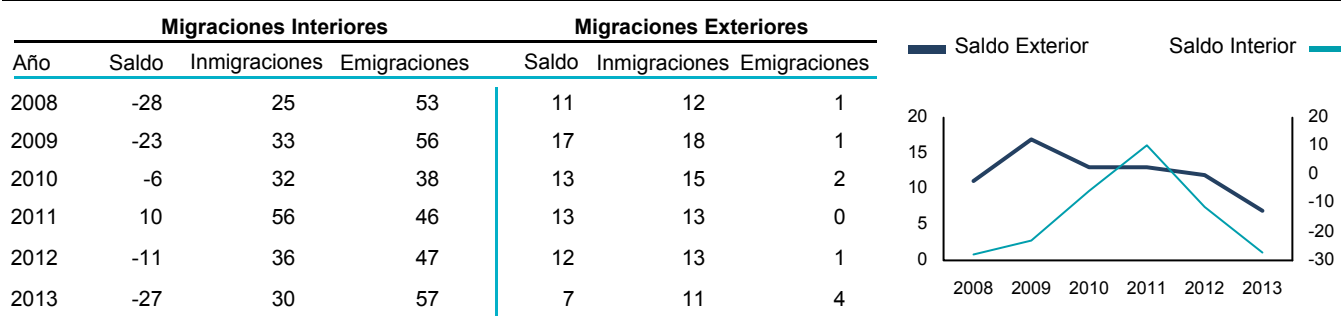 Migraciones Interiores Migraciones Exteriores
Año Saldo Inmigraciones Emigraciones Saldo Inmigraciones Emigraciones
2008 -28 25 53 11 12 1
2009 -23 33 56 17 18 1
2010 -6 32 38 13 15 2
2011 10 56 46 13 13 0
2012 -11 36 47 12 13 1
2013 -27 30 57 7 11 4
Saldo Exterior Saldo Interior
20 20
15 10
10 0
5 -10
0 -20
-30
2008 2009 2010 2011 2012 2013